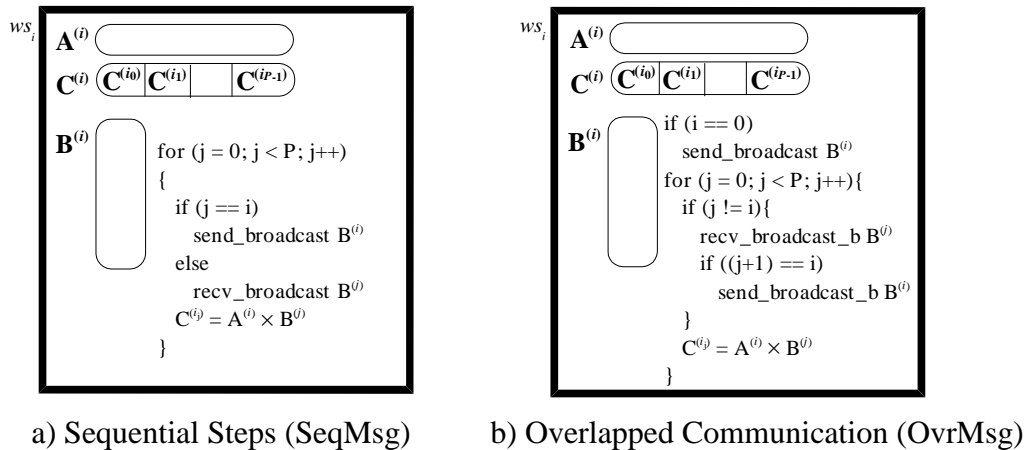 ws_i
A^(i)
C^(i) C^(i_0) C^(i_1) C^(i_P-1)
B^(i)
for (j = 0; j < P; j++)
{
if (j == i)
send_broadcast B^(i)
else
recv_broadcast B^(j)
C^(i_j) = A^(i) × B^(j)
}
a) Sequential Steps (SeqMsg)
ws_i
A^(i)
C^(i) C^(i_0) C^(i_1) C^(i_P-1)
B^(i)
if (i == 0)
send_broadcast B^(i)
for (j = 0; j < P; j++){
if (j != i){
recv_broadcast_b B^(j)
if ((j+1) == i)
send_broadcast_b B^(i)
}
C^(i_j) = A^(i) × B^(j)
}
b) Overlapped Communication (OvrMsg)